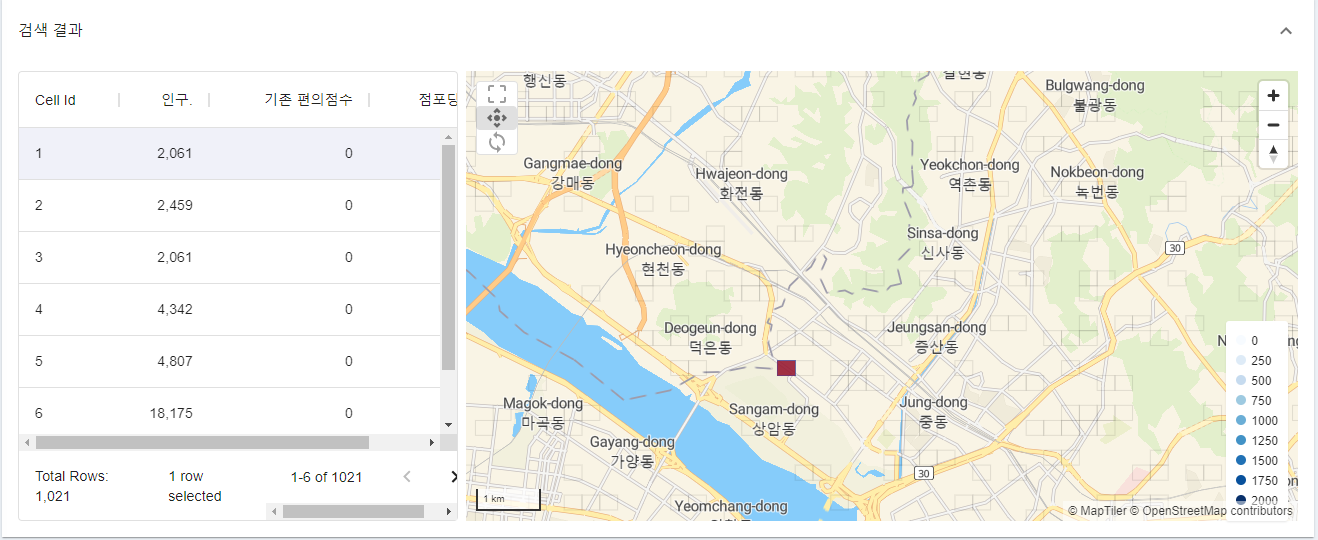 검색 결과
Cell Id
인구.
기존 편의점수
점포당
1
2,061
0
2
2,459
0
3
2,061
0
4
4,342
0
5
4,807
0
6
18,175
0
Total Rows:
1,021
1 row
selected
1-6 of 1021
행신동
Bulgwang-dong
불광동
Gangmae-dong
강매동
Hwajeon-dong
화전동
Yeokchon-dong
역촌동
Nokbeon-dong
녹번동
Sinsa-dong
신사동
30
Hyeoncheon-dong
현천동
Deogeun-dong
덕은동
Jeungsan-dong
증산동
Magok-dong
마곡동
Sangam-dong
상암동
Jung-dong
중동
Gayang-dong
가양동
30
Yeomchang-dong
1 km
0
250
500
750
1000
1250
1500
1750
2000
© MapTiler © OpenStreetMap contributors